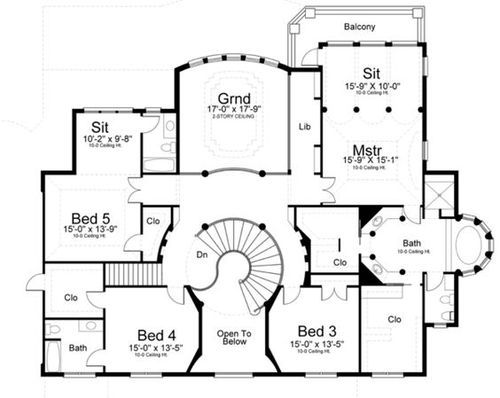 Balcony
Sit
15'-9" X 10'-0"
10-0 Ceiling Ht.
Grnd
17'-0" x 17'-9"
2-STORY CEILING
Lib
Sit
10'-2" x 9'-8"
10-0 Ceiling Ht.
Mstr
15'-9" X 15'-1"
10-0 Ceiling Ht.
Bed 5
15'-0" x 13'-9"
10-0 Ceiling Ht.
Clo
Dn
Clo
Bath
10-0 Ceiling Ht.
Clo
Bath
Bed 4
15'-0" x 13'-5"
10-0 Ceiling Ht.
Open To
Below
Bed 3
15'-0" x 13'-5"
10-0 Ceiling Ht.
Clo